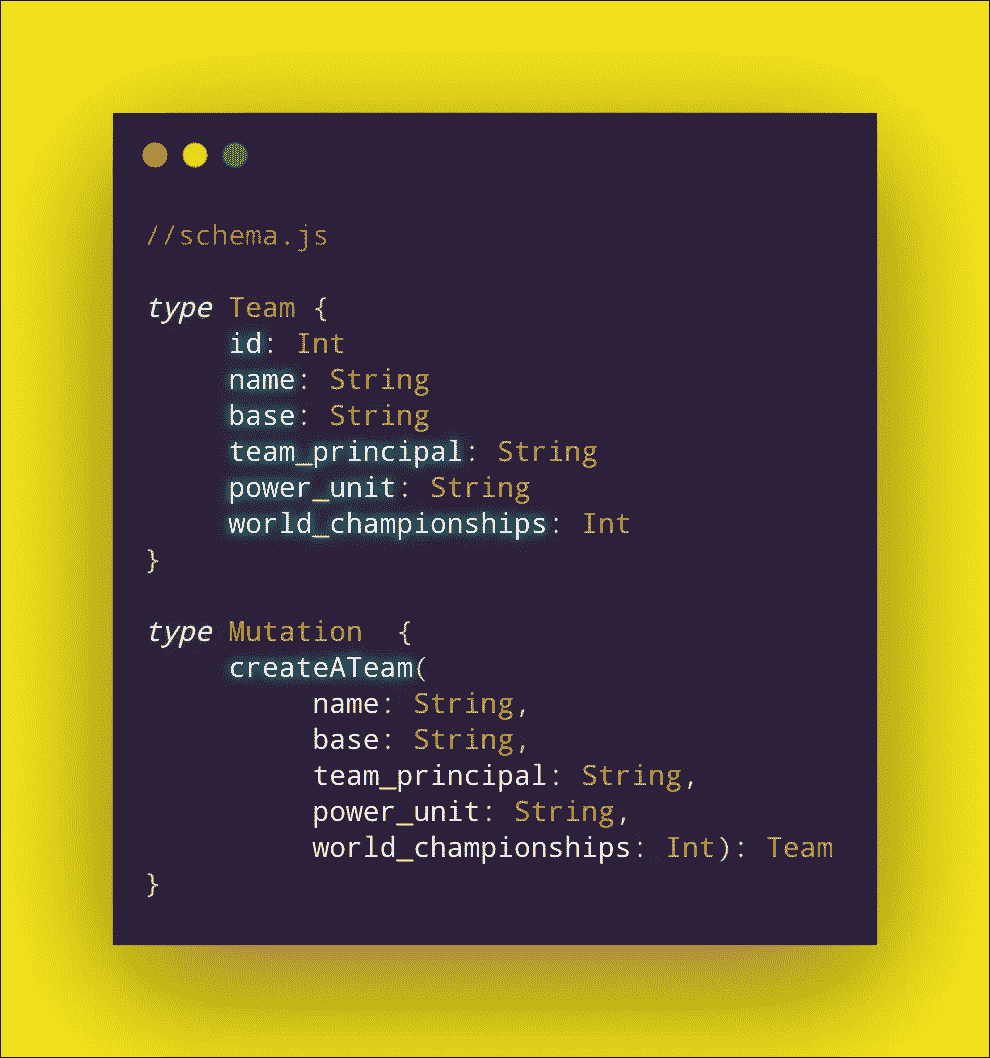 //schema.js
type Team {
id: Int
name: String
base: String
team_principal: String
power_unit: String
world_championships: Int
}
type Mutation  {
createATeam(
name: String,
base: String,
team_principal: String,
power_unit: String,
world_championships: Int): Team
}